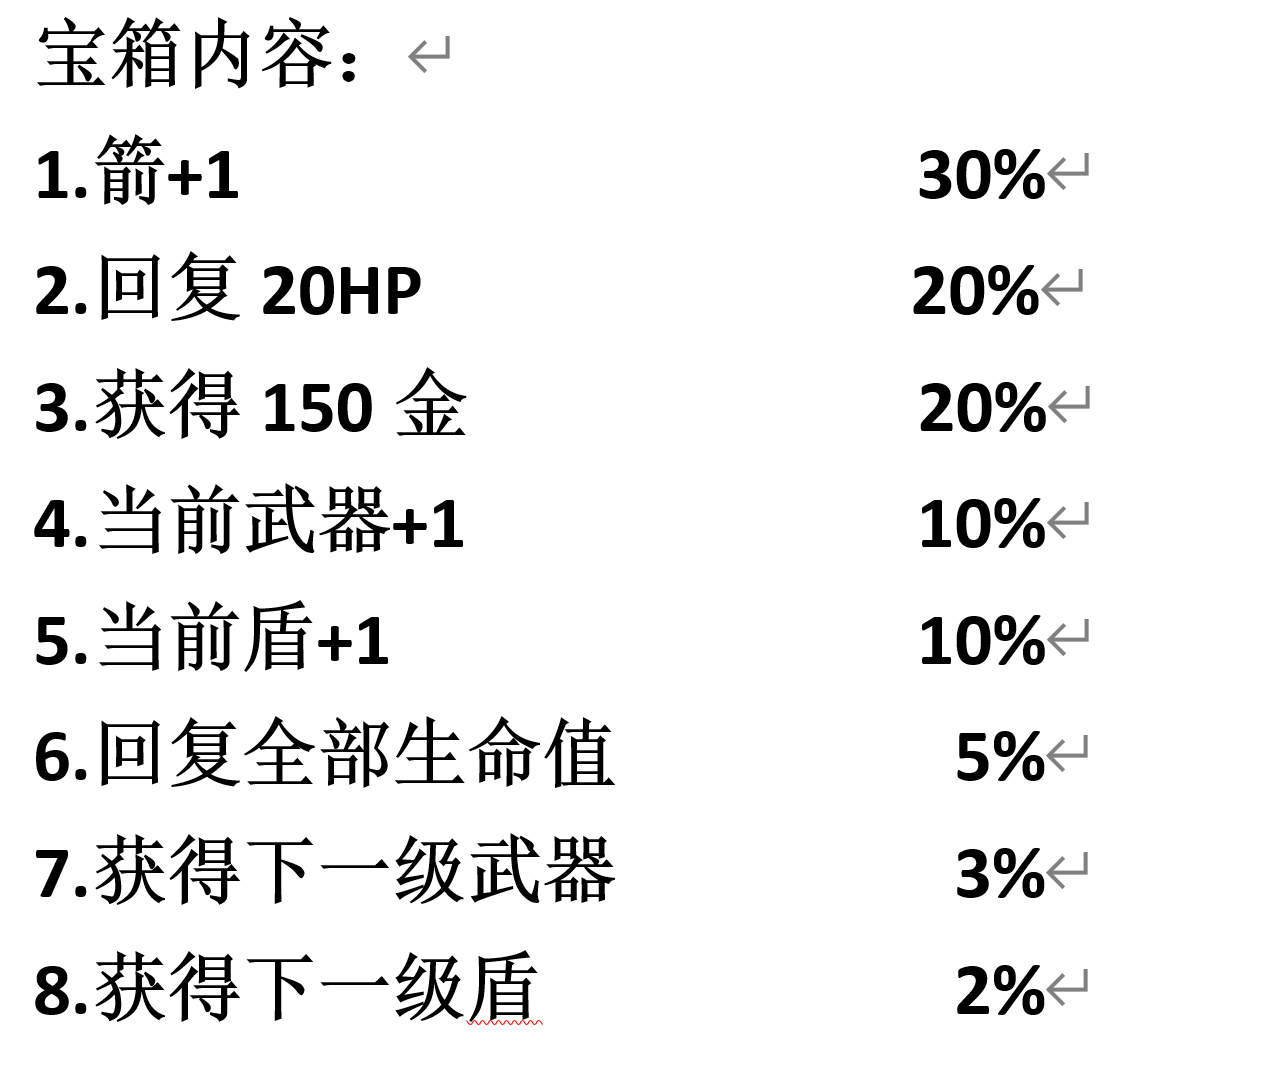 宝箱内容：
1.箭+1 30%
2.回复 20HP 20%
3.获得 150 金 20%
4.当前武器+1 10%
5.当前盾+1 10%
6.回复全部生命值 5%
7.获得下一级武器 3%
8.获得下一级盾 2%